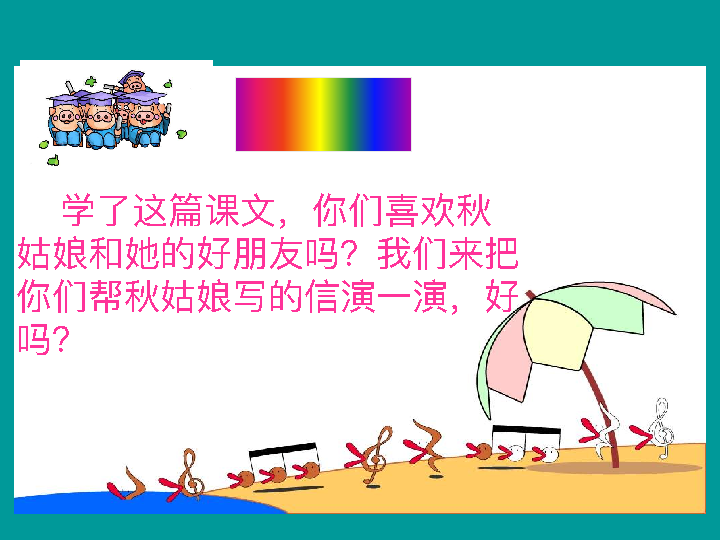 学了这篇课文，你们喜欢秋
姑娘和她的好朋友吗？我们来把
你们帮秋姑娘写的信演一演，好
吗？